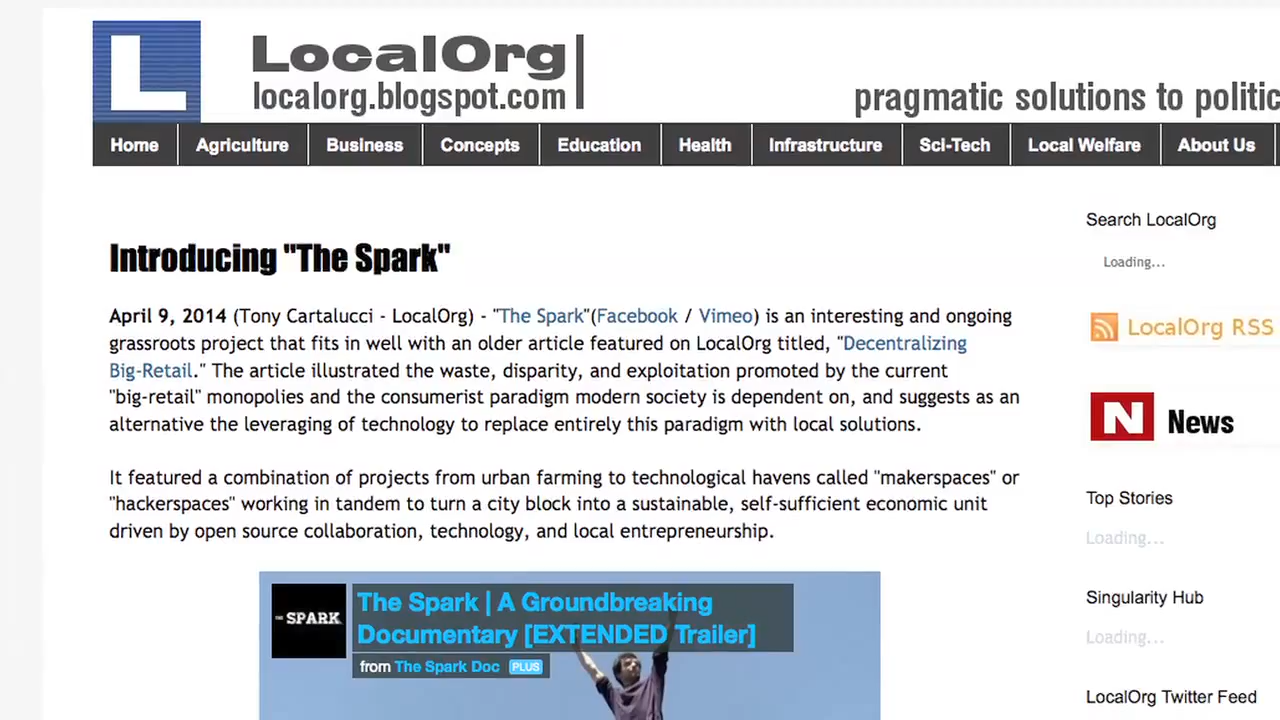 L
LocalOrg
localorg.blogspot.com
pragmatic solutions to politic
Home Agriculture Business Concepts Education Health Infrastructure Sci-Tech Local Welfare About Us
Introducing "The Spark"
April 9, 2014 (Tony Cartalucci - LocalOrg) - "The Spark"(Facebook / Vimeo) is an interesting and ongoing
grassroots project that fits in well with an older article featured on LocalOrg titled, "Decentralizing
Big-Retail." The article illustrated the waste, disparity, and exploitation promoted by the current
"big-retail" monopolies and the consumerist paradigm modern society is dependent on, and suggests as an
alternative the leveraging of technology to replace entirely this paradigm with local solutions.
It featured a combination of projects from urban farming to technological havens called "makerspaces" or
"hackerspaces" working in tandem to turn a city block into a sustainable, self-sufficient economic unit
driven by open source collaboration, technology, and local entrepreneurship.
THE SPARK
The Spark | A Groundbreaking
Documentary [EXTENDED Trailer]
from The Spark Doc PLUS
Search LocalOrg
Loading...
LocalOrg RSS
N News
Top Stories
Loading...
Singularity Hub
Loading...
LocalOrg Twitter Feed